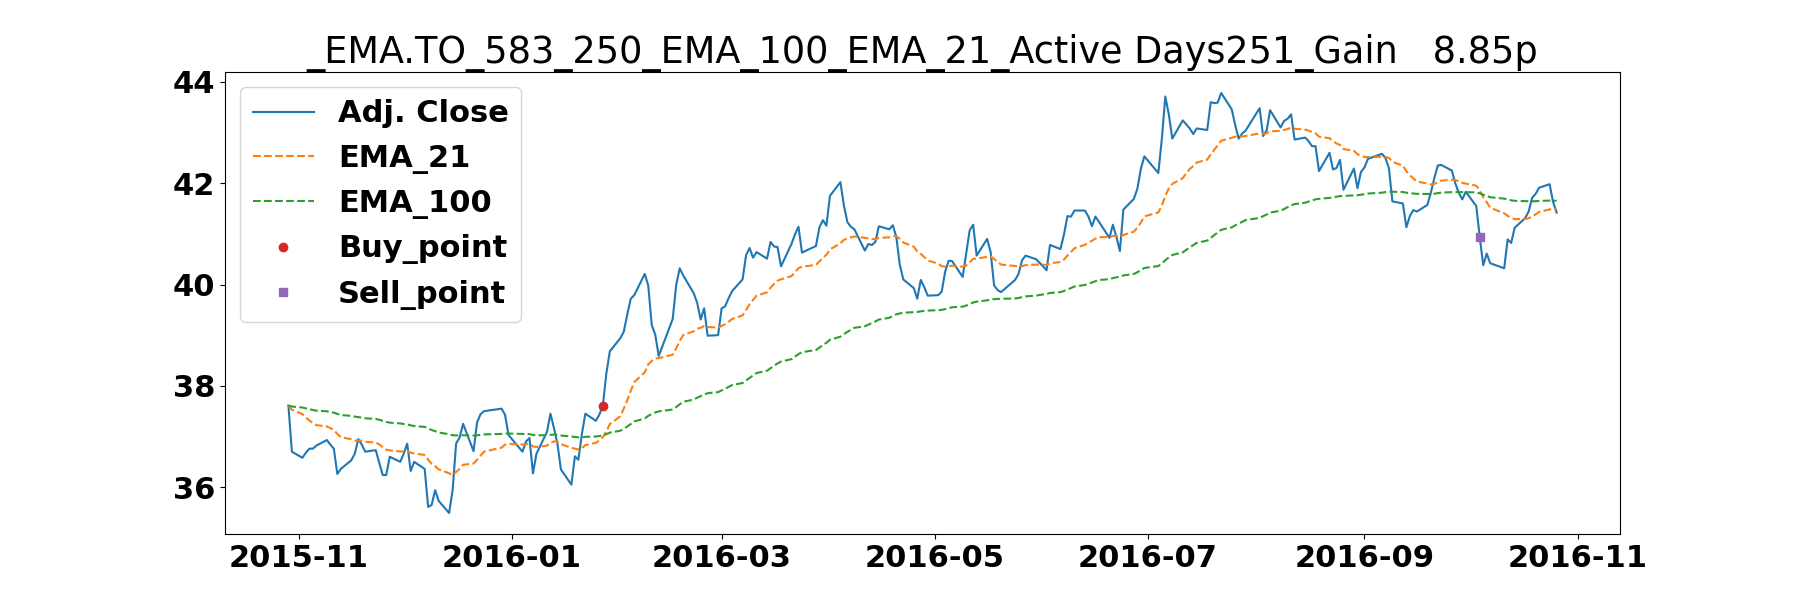 _EMA.TO_583_250_EMA_100_EMA_21_Active Days251_Gain   8.85p
44
42
40
38
36
Adj. Close
EMA_21
EMA_100
Buy_point
Sell_point
2015-11 2016-01 2016-03 2016-05 2016-07 2016-09 2016-11